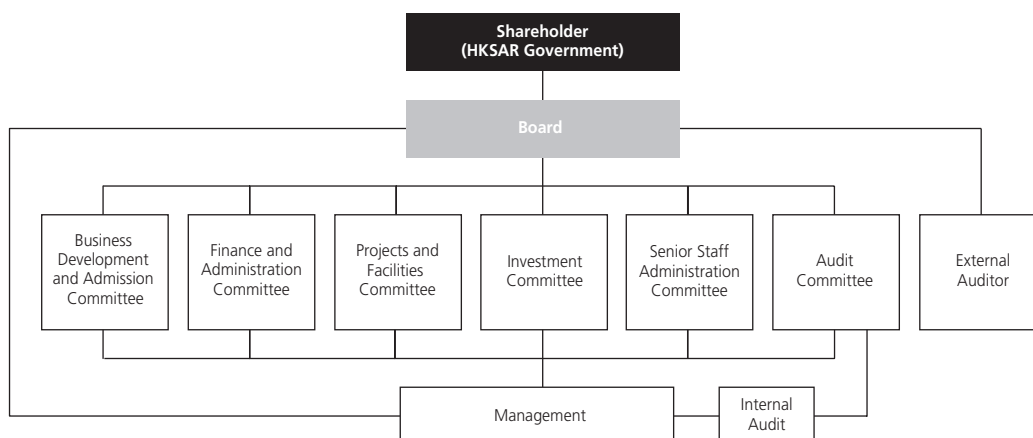 Shareholder
(HKSAR Government)
Board
Business
Development
and Admission
Committee
Finance and
Administration
Committee
Projects and
Facilities
Committee
Investment
Committee
Senior Staff
Administration
Committee
Audit
Committee
External
Auditor
Management
Internal
Audit